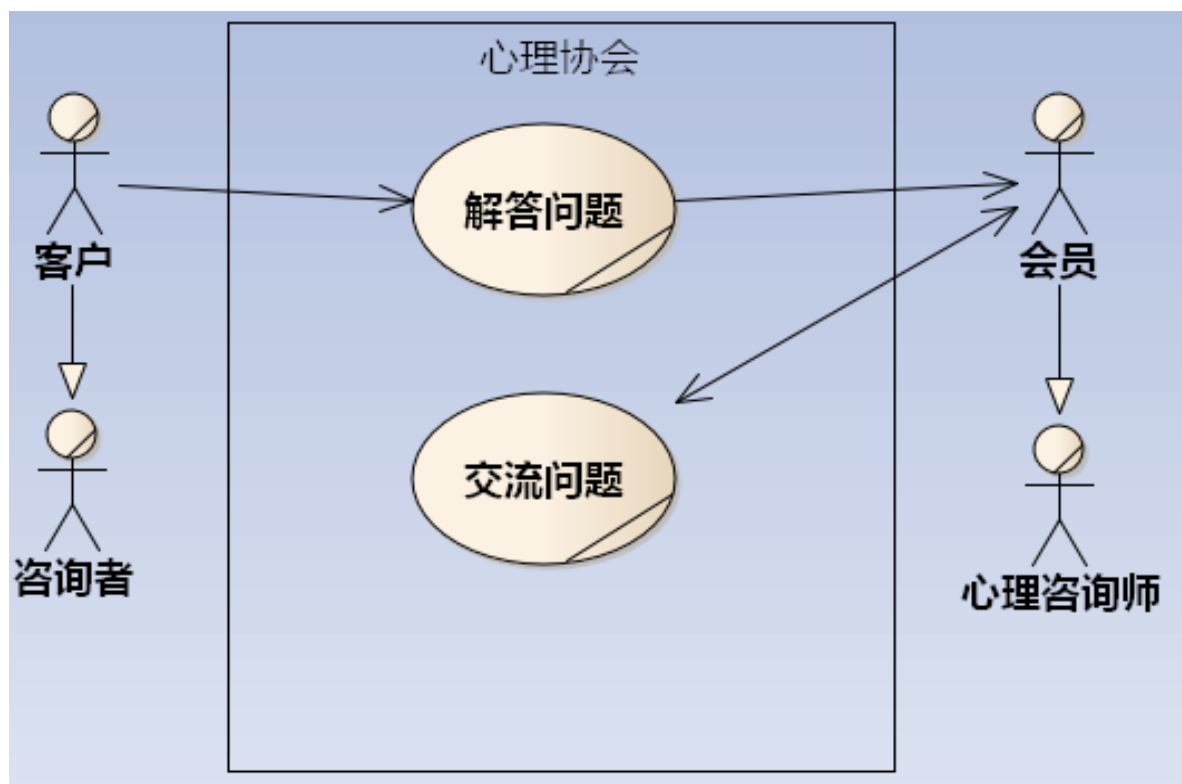 心理协会
解答问题
客户
会员
交流问题
咨询者
心理咨询师